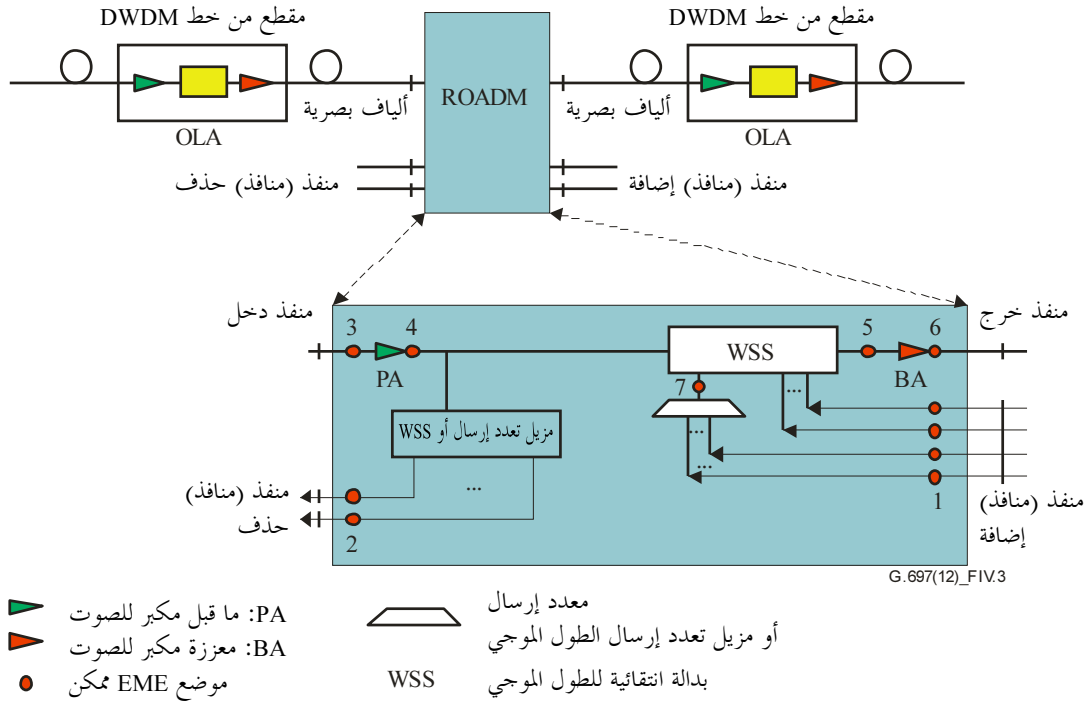 مقطع من خط DWDM
مقطع من خط DWDM
ROADM
ألياف بصرية
ألياف بصرية
OLA
OLA
منفذ (منافذ) حذف
منفذ (منافذ) إضافة
منفذ دخل
منفذ خرج
3
4
5
6
WSS
PA
BA
7
...
مزيل تعدد إرسال أو WSS
...
...
...
منفذ (منافذ)
حذف
2
1
منفذ (منافذ)
إضافة
G.697(12)_FIV.3
PA: ما قبل مكبر للصوت
BA: معززة مكبر للصوت
موضع EME ممكن
معدد إرسال
أو مزيل تعدد إرسال الطول الموجي
WSS
بدالة انتقائية للطول الموجي